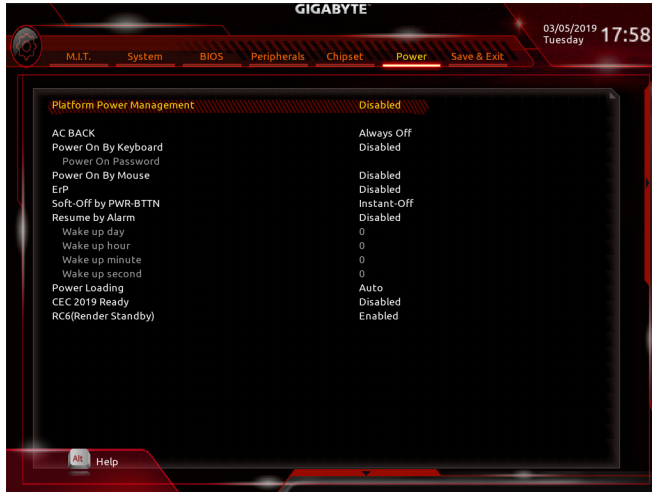 GIGABYTE™
03/05/2019 Tuesday 17:58
M.I.T. System BIOS Peripherals Chipset Power Save & Exit
Platform Power Management Disabled
AC BACK Always Off
Power On By Keyboard Disabled
Power On Password
Power On By Mouse Disabled
ErP Disabled
Soft-Off by PWR-BTTN Instant-Off
Resume by Alarm Disabled
Wake up day 0
Wake up hour 0
Wake up minute 0
Wake up second 0
Power Loading Auto
CEC 2019 Ready Disabled
RC6(Render Standby) Enabled
Alt Help